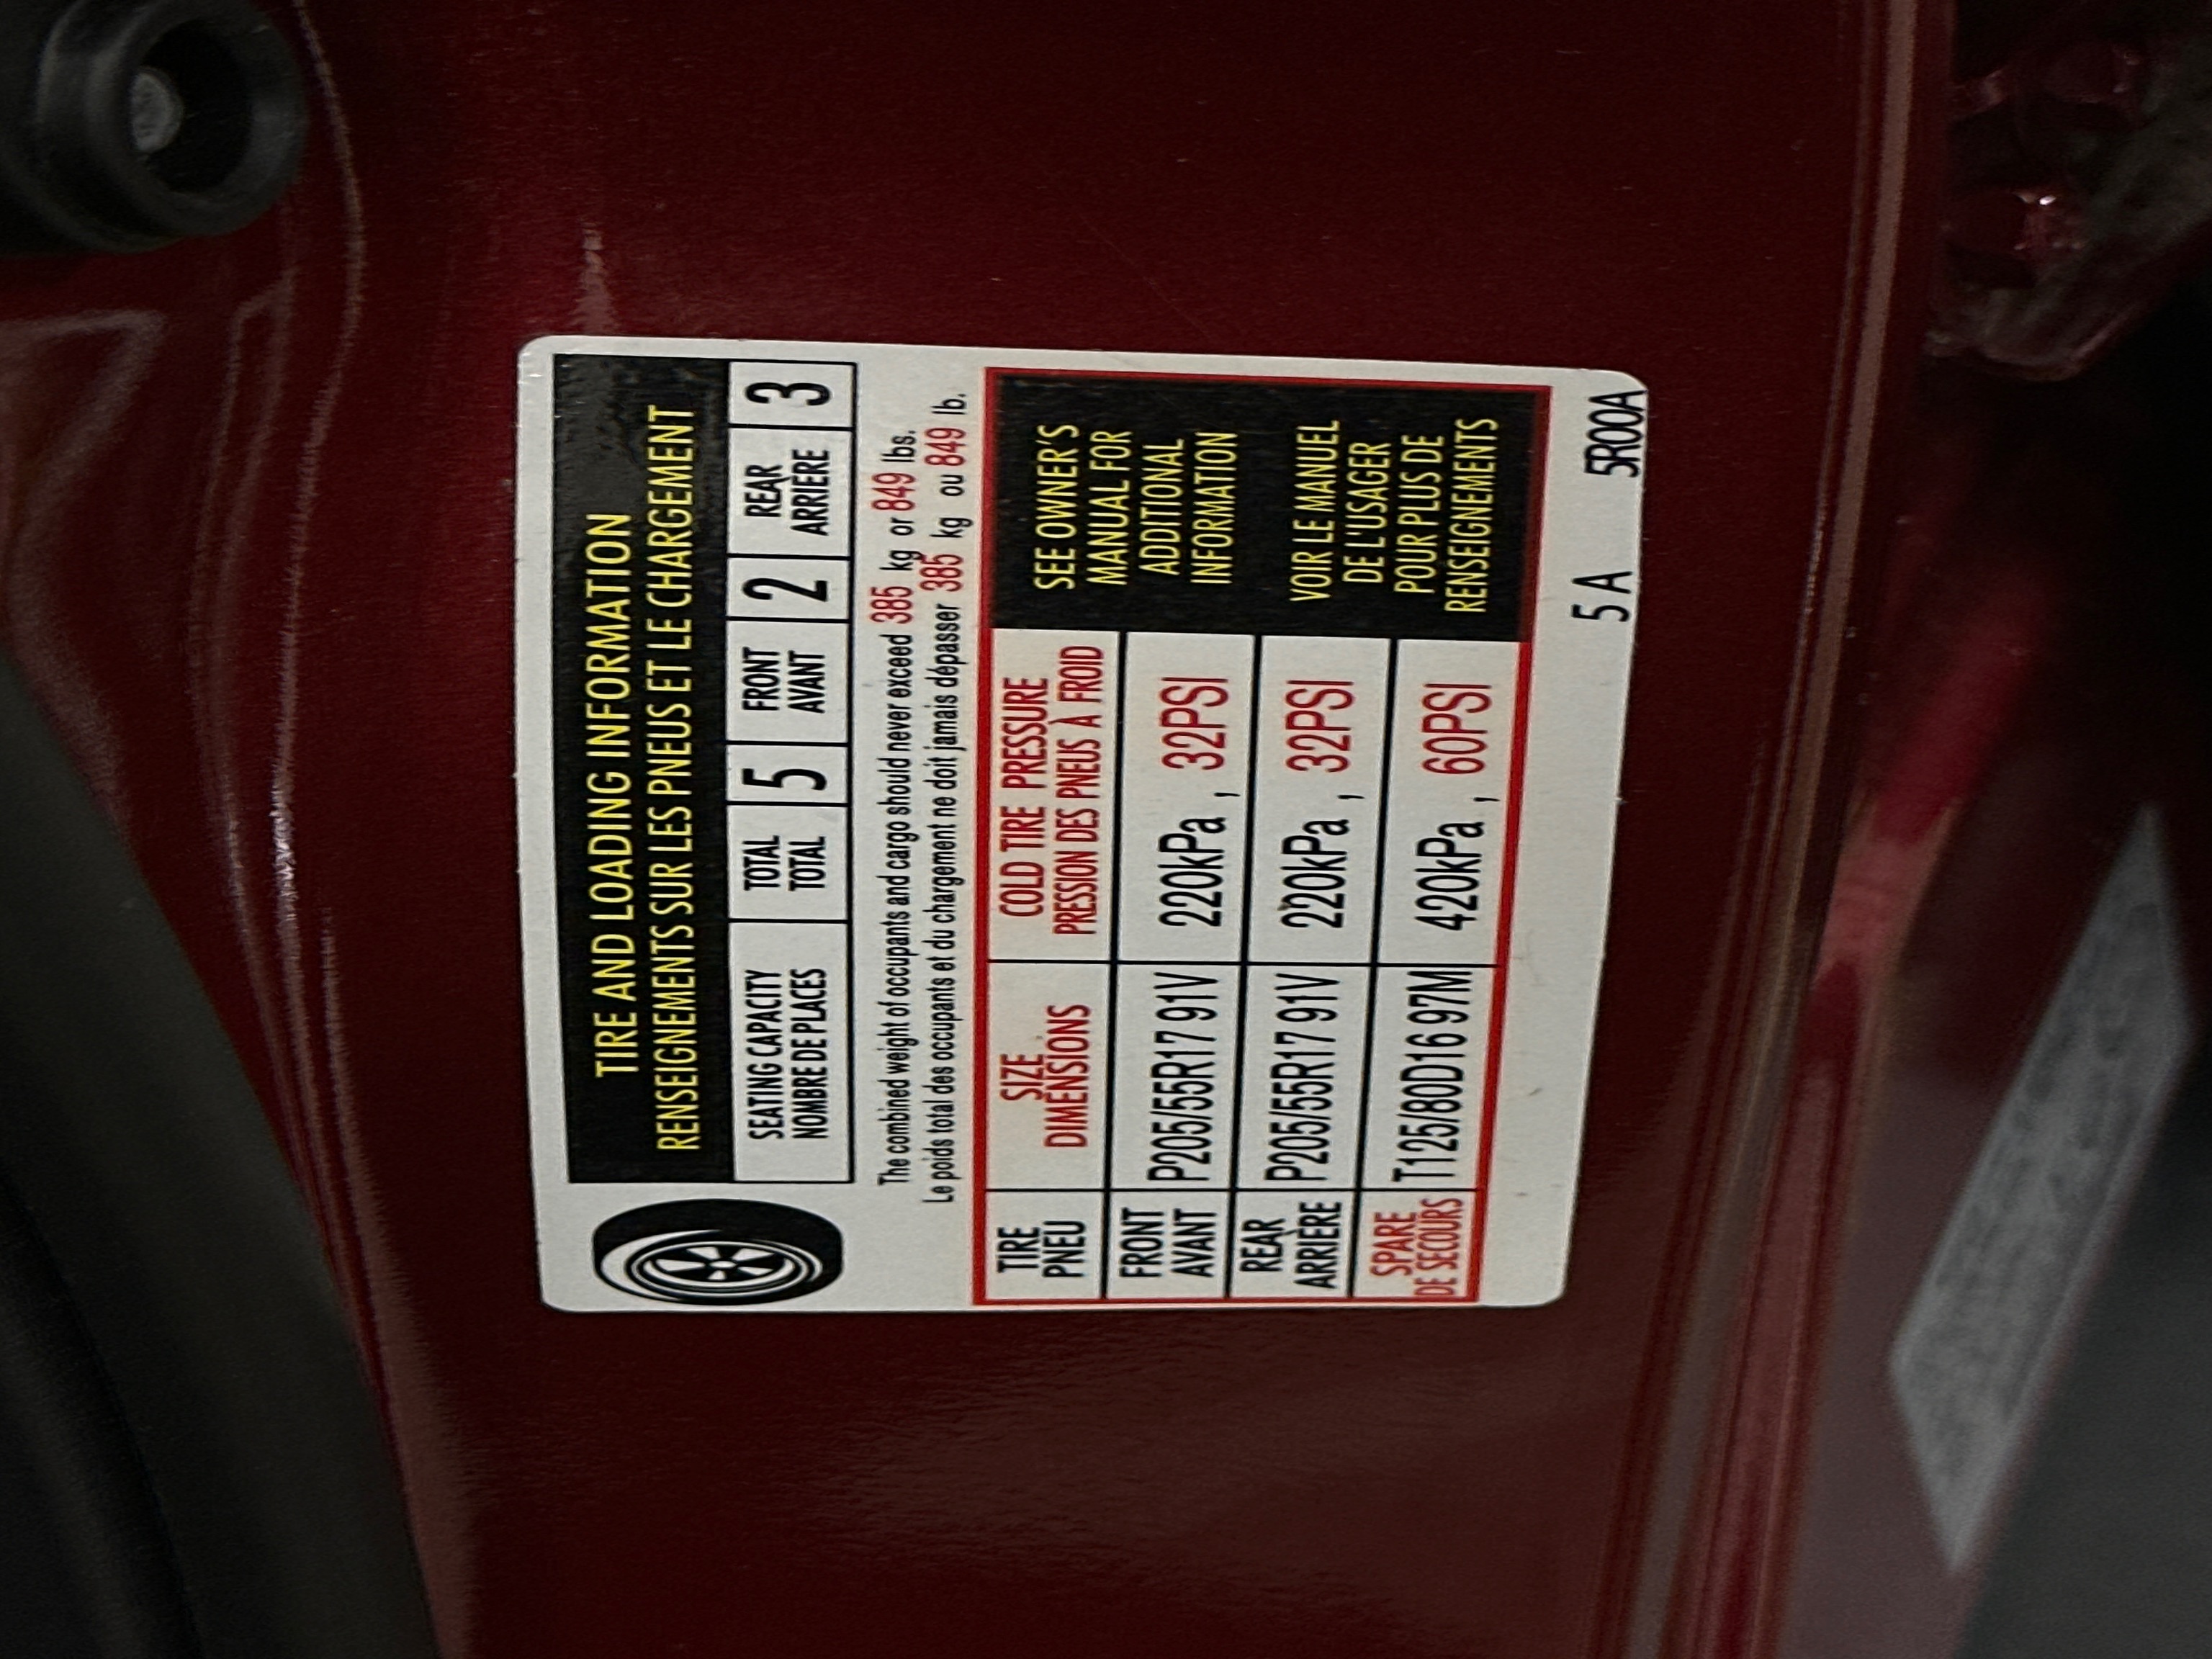 TIRE AND LOADING INFORMATION
RENSEIGNEMENTS SUR LES PNEUS ET LE CHARGEMENT
SEATING CAPACITY
NOMBRE DE PLACES
TOTAL
TOTAL
5
FRONT
AVANT
2
REAR
ARRIÈRE
3
The combined weight of occupants and cargo should never exceed 385 kg or 849 lbs.
Le poids total des occupants et du chargement ne doit jamais dépasser 385 kg ou 849 lb.
TIRE
PNEU
SIZE
DIMENSIONS
COLD TIRE PRESSURE
PRESSION DES PNEUS À FROID
FRONT
AVANT
P205/55R17 91V
220kPa , 32PSI
REAR
ARRIÈRE
P205/55R17 91V
220kPa , 32PSI
SPARE
DE SECOURS
T125/80D16 97M
420kPa , 60PSI
SEE OWNER'S
MANUAL FOR
ADDITIONAL
INFORMATION
VOIR LE MANUEL
DE L'USAGER
POUR PLUS DE
RENSEIGNEMENTS
5 A 5R00A